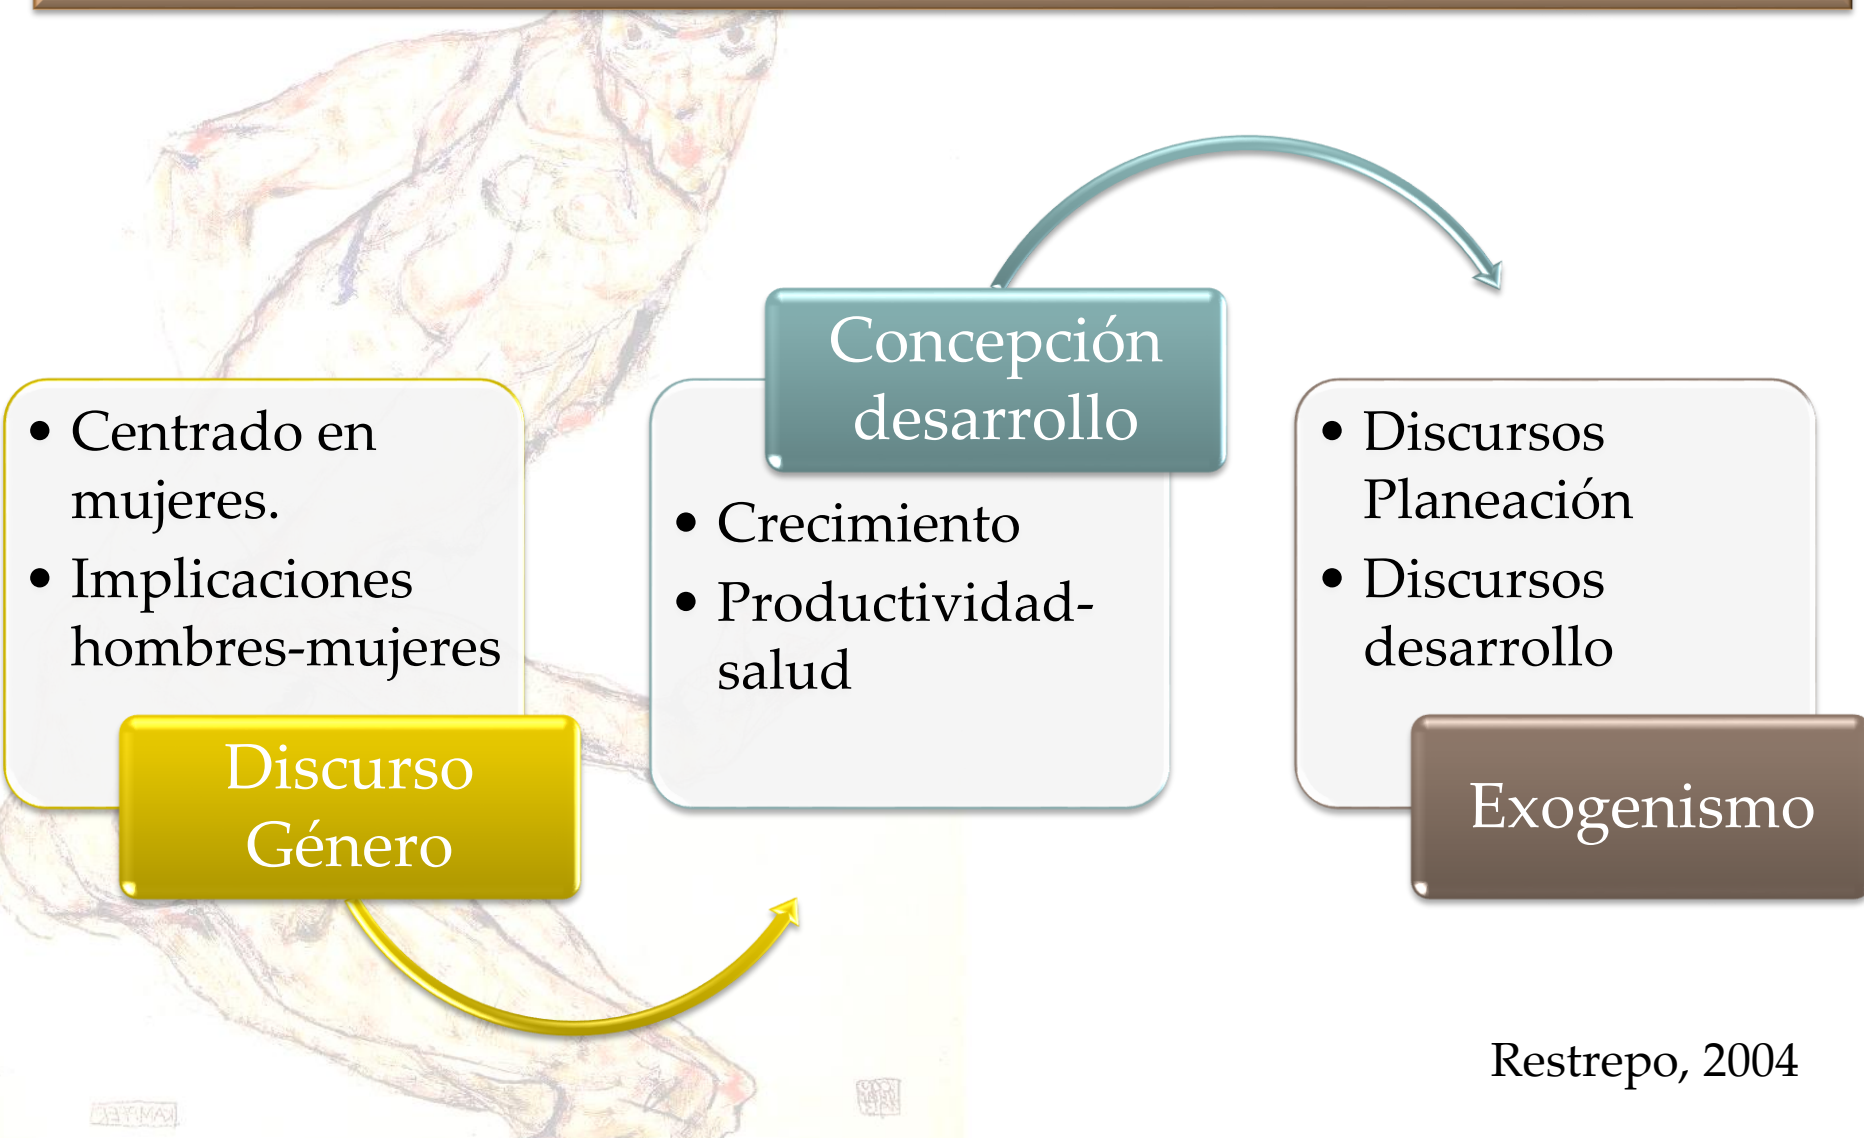 • Centrado en
mujeres.
• Implicaciones
hombres-mujeres
Discurso
Género
Concepción
desarrollo
• Crecimiento
• Productividad-
salud
• Discursos
Planeación
• Discursos
desarrollo
Exogenismo
Restrepo, 2004